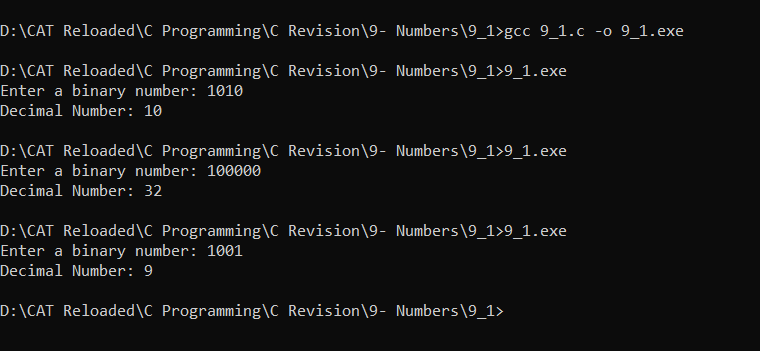 D:\CAT Reloaded\C Programming\C Revision\9- Numbers\9_1>gcc 9_1.c -o 9_1.exe
D:\CAT Reloaded\C Programming\C Revision\9- Numbers\9_1>9_1.exe
Enter a binary number: 1010
Decimal Number: 10
D:\CAT Reloaded\C Programming\C Revision\9- Numbers\9_1>9_1.exe
Enter a binary number: 100000
Decimal Number: 32
D:\CAT Reloaded\C Programming\C Revision\9- Numbers\9_1>9_1.exe
Enter a binary number: 1001
Decimal Number: 9
D:\CAT Reloaded\C Programming\C Revision\9- Numbers\9_1>